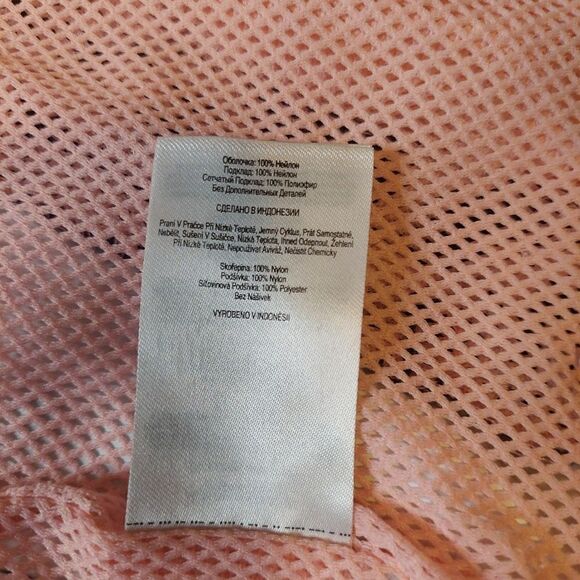 Оболочка: 100% Нейлон
Подклад: 100% Нейлон
Сетчатый Подклад: 100% Полиэфир
Без Дополнительных Деталей
СДЕЛАНО В ИНДОНЕЗИИ
Praní V Pračce Při Nízké Teplotě, Jemný Cyklus, Prát Samostatně,
Nebělit, Sušení V Sušičce, Nízká Teplota, Ihned Odepnout, Žehlení
Při Nízké Teplotě, Nepoužívat Aviváž, Nečistit Chemicky
Skořepina: 100% Nylon
Podšívka: 100% Nylon
Síťovinová Podšívka: 100% Polyester
Bez Nášivek
VYROBENO V INDONÉSII